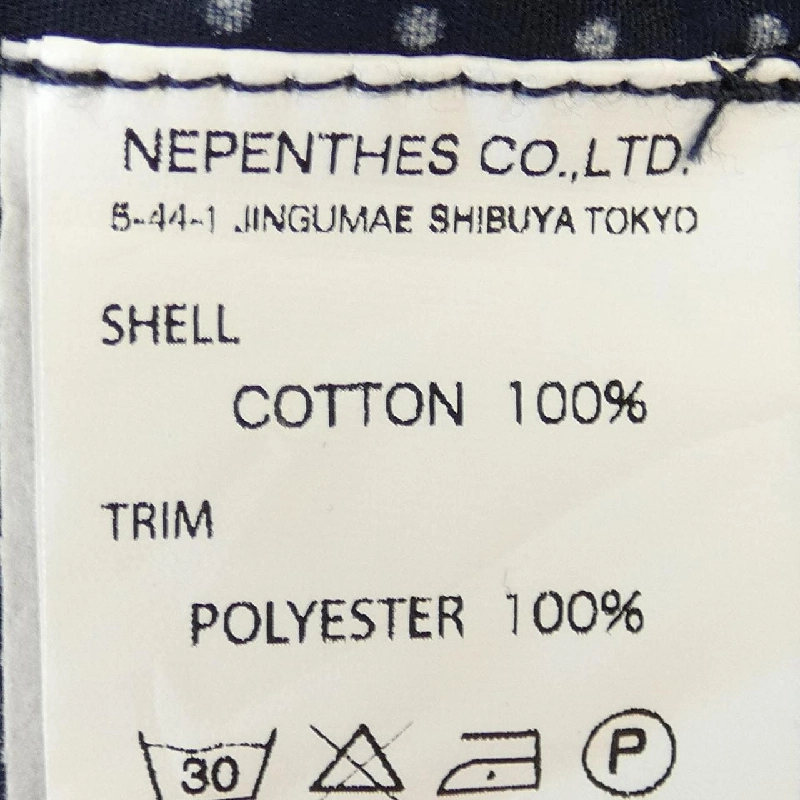 NEPENTHES CO.,LTD.
5-44-1 JINGUMAE SHIBUYA TOKYO
SHELL
COTTON 100%
TRIM
POLYESTER 100%
30 P